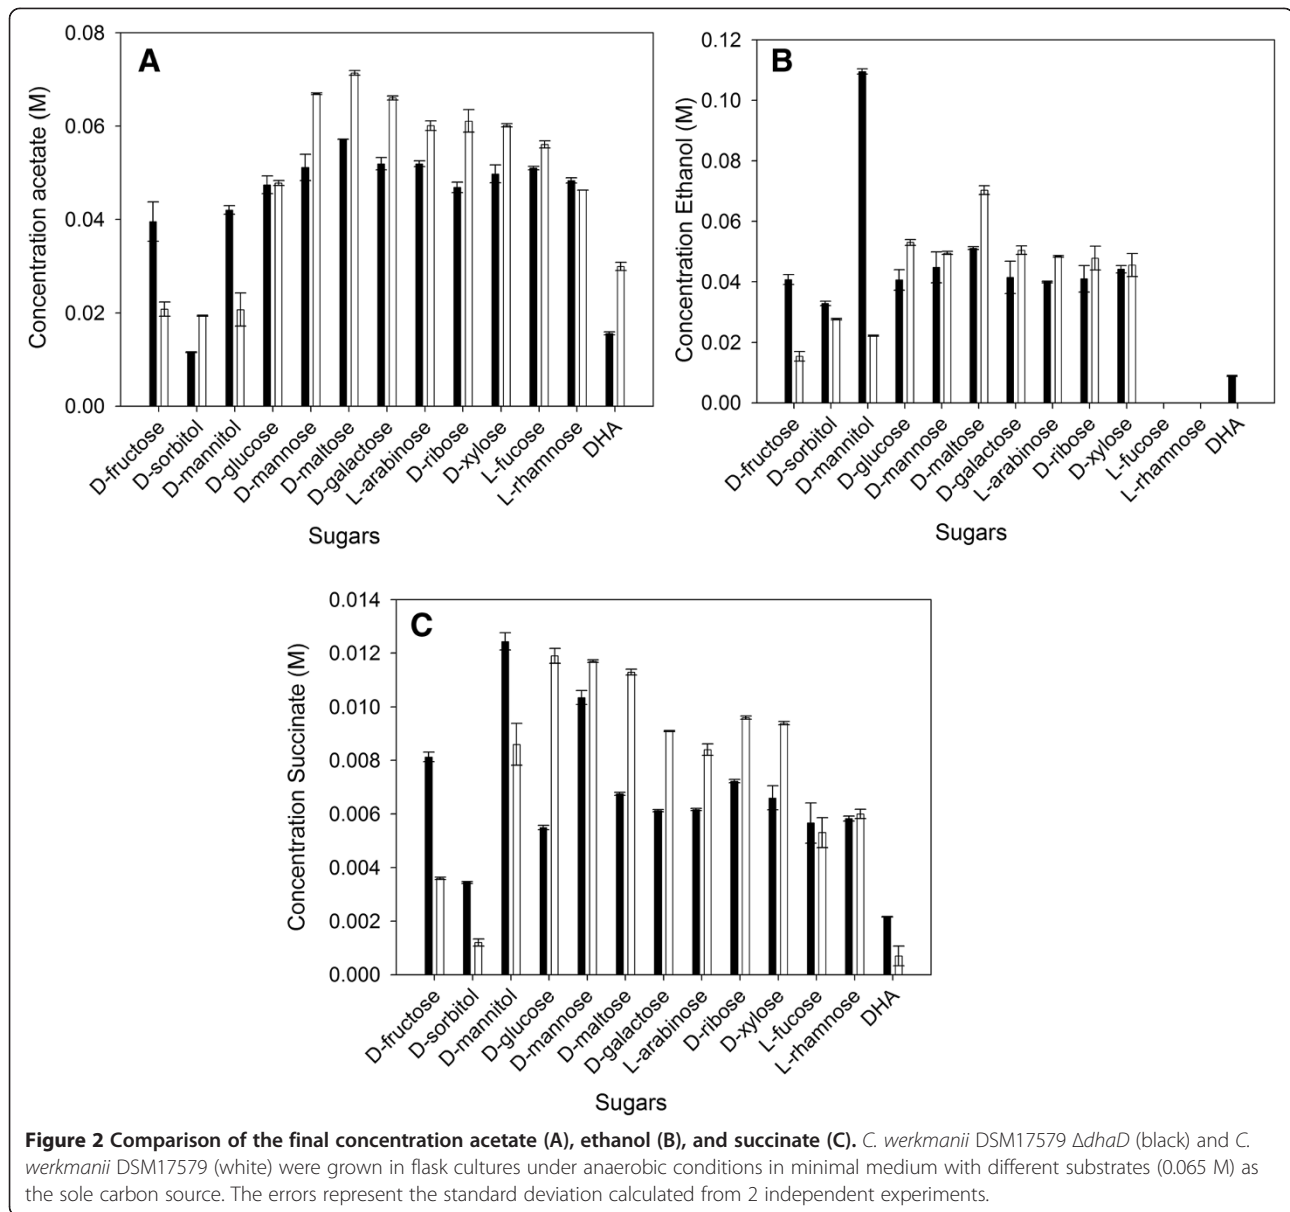 A
0.08
0.06
0.04
0.02
0.00
Concentration acetate (M)
D-fructose
D-sorbitol
D-mannitol
D-glucose
D-mannose
D-maltose
D-galactose
L-arabinose
D-ribose
D-xylose
L-fucose
L-rhamnose
DHA
Sugars
B
0.12
0.10
0.08
0.06
0.04
0.02
0.00
Concentration Ethanol (M)
D-fructose
D-sorbitol
D-mannitol
D-glucose
D-mannose
D-maltose
D-galactose
L-arabinose
D-ribose
D-xylose
L-fucose
L-rhamnose
DHA
Sugars
C
0.014
0.012
0.010
0.008
0.006
0.004
0.002
0.000
Concentration Succinate (M)
D-fructose
D-sorbitol
D-mannitol
D-glucose
D-mannose
D-maltose
D-galactose
L-arabinose
D-ribose
D-xylose
L-fucose
L-rhamnose
DHA
Sugars
Figure 2 Comparison of the final concentration acetate (A), ethanol (B), and succinate (C). C. werkmanii DSM17579 ΔdhaD (black) and C.
werkmanii DSM17579 (white) were grown in flask cultures under anaerobic conditions in minimal medium with different substrates (0.065 M) as
the sole carbon source. The errors represent the standard deviation calculated from 2 independent experiments.